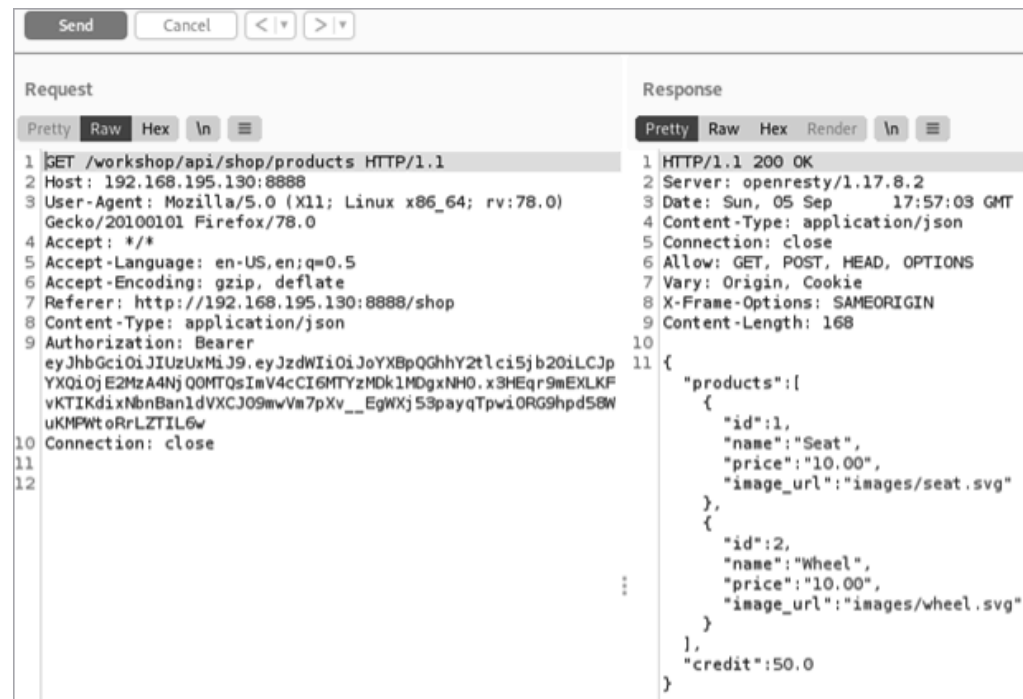 Send
Cancel
< | ▼
> | ▼
Request
Pretty Raw Hex \n ≡
1 GET /workshop/api/shop/products HTTP/1.1
2 Host: 192.168.195.130:8888
3 User-Agent: Mozilla/5.0 (X11; Linux x86_64; rv:78.0)
Gecko/20100101 Firefox/78.0
4 Accept: */*
5 Accept-Language: en-US,en;q=0.5
6 Accept-Encoding: gzip, deflate
7 Referer: http://192.168.195.130:8888/shop
8 Content-Type: application/json
9 Authorization: Bearer
eyJhbGciOiJIUzUxMiJ9.eyJzdWIiOiJoYXBpQGhhY2tlci5jb20iLCJp
YXQiOjE2MzA4NjQ0MTQsImV4cCI6MTYzMDk1MDgxNH0.x3HEqr9mEXLKF
vKTIKdixNbnBan1dVXCJO9mwVm7pXv__EgWXj53payqTpwi0RG9hpd58W
uKMPWtoRrLZTIL6w
10 Connection: close
11
12
Response
Pretty Raw Hex Render \n ≡
1 HTTP/1.1 200 OK
2 Server: openresty/1.17.8.2
3 Date: Sun, 05 Sep 17:57:03 GMT
4 Content-Type: application/json
5 Connection: close
6 Allow: GET, POST, HEAD, OPTIONS
7 Vary: Origin, Cookie
8 X-Frame-Options: SAMEORIGIN
9 Content-Length: 168
10
11 {
"products":[
{
"id":1,
"name":"Seat",
"price":"10.00",
"image_url":"images/seat.svg"
},
{
"id":2,
"name":"Wheel",
"price":"10.00",
"image_url":"images/wheel.svg"
}
],
"credit":50.0
}